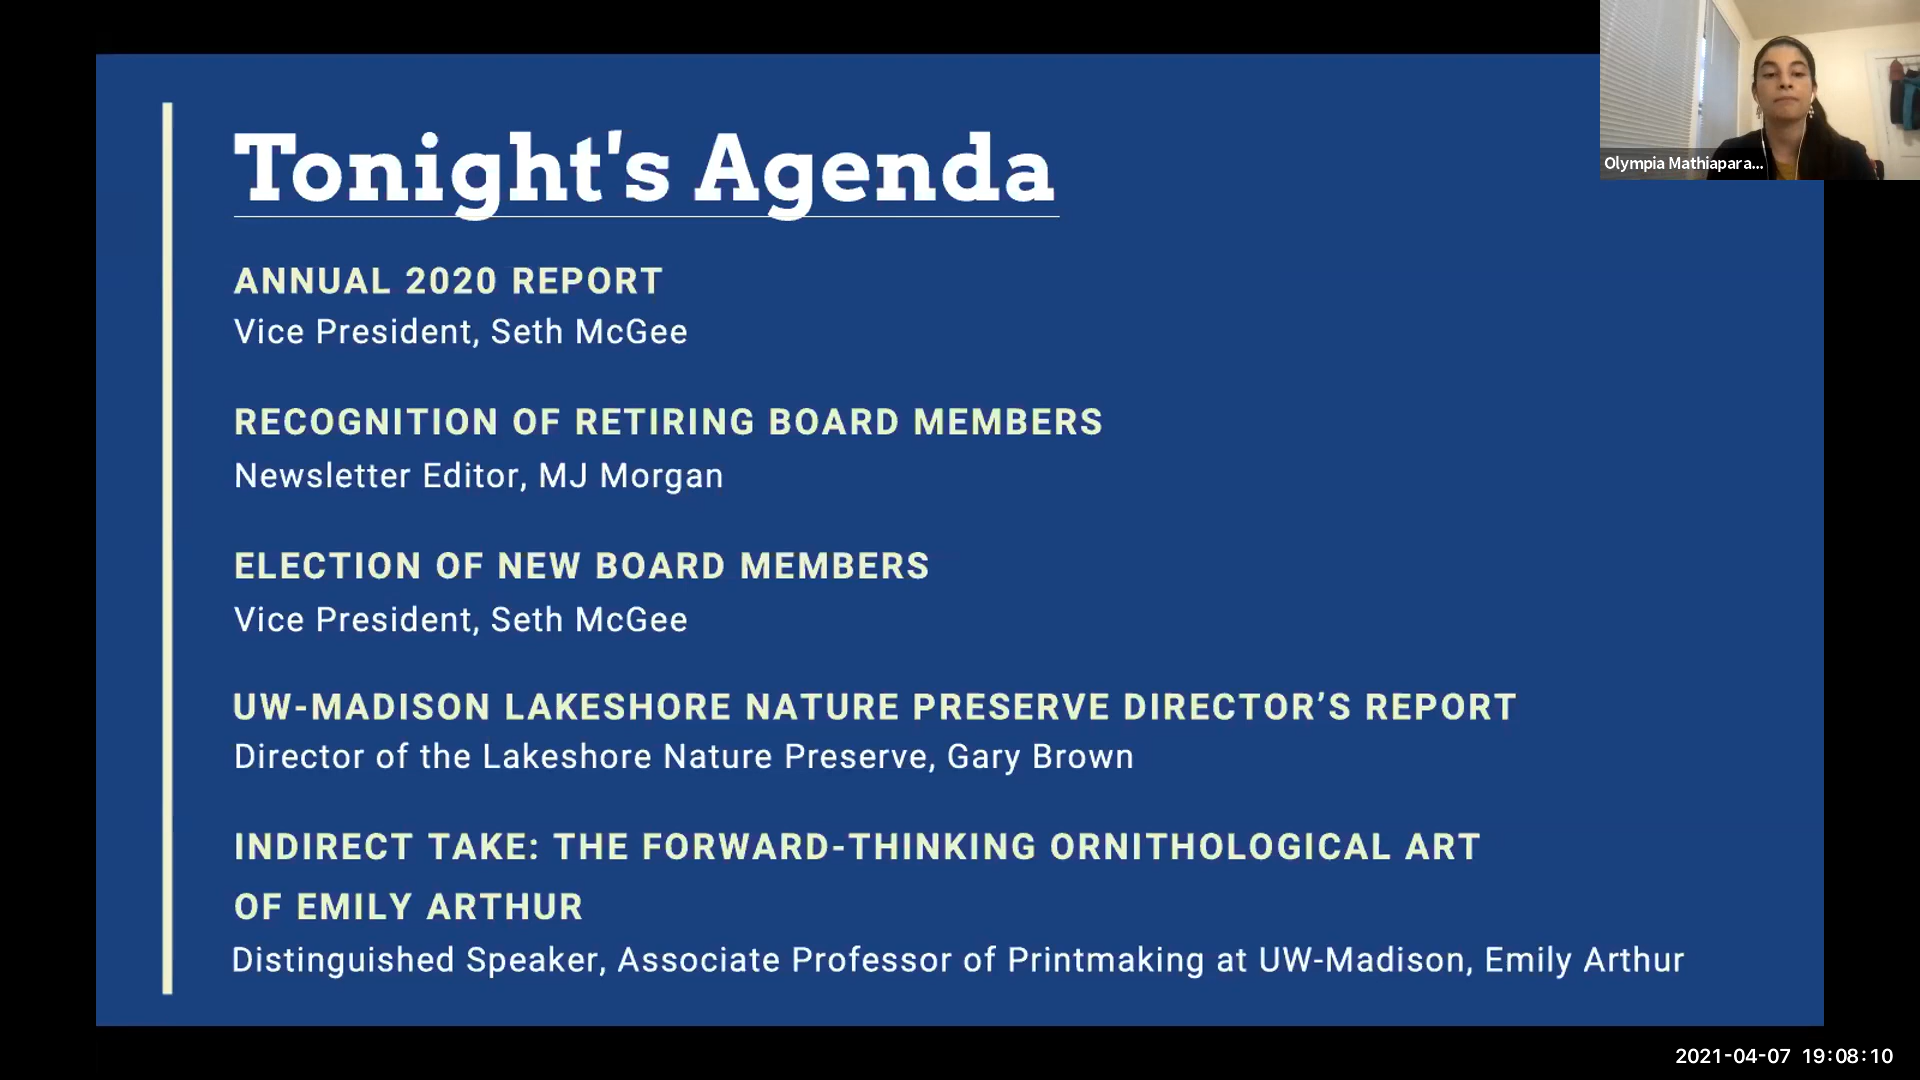 Tonight's Agenda
ANNUAL 2020 REPORT
Vice President, Seth McGee
RECOGNITION OF RETIRING BOARD MEMBERS
Newsletter Editor, MJ Morgan
ELECTION OF NEW BOARD MEMBERS
Vice President, Seth McGee
UW-MADISON LAKESHORE NATURE PRESERVE DIRECTOR’S REPORT
Director of the Lakeshore Nature Preserve, Gary Brown
INDIRECT TAKE: THE FORWARD-THINKING ORNITHOLOGICAL ART
OF EMILY ARTHUR
Distinguished Speaker, Associate Professor of Printmaking at UW-Madison, Emily Arthur
Olympia Mathiapara...
2021-04-07 19:08:10